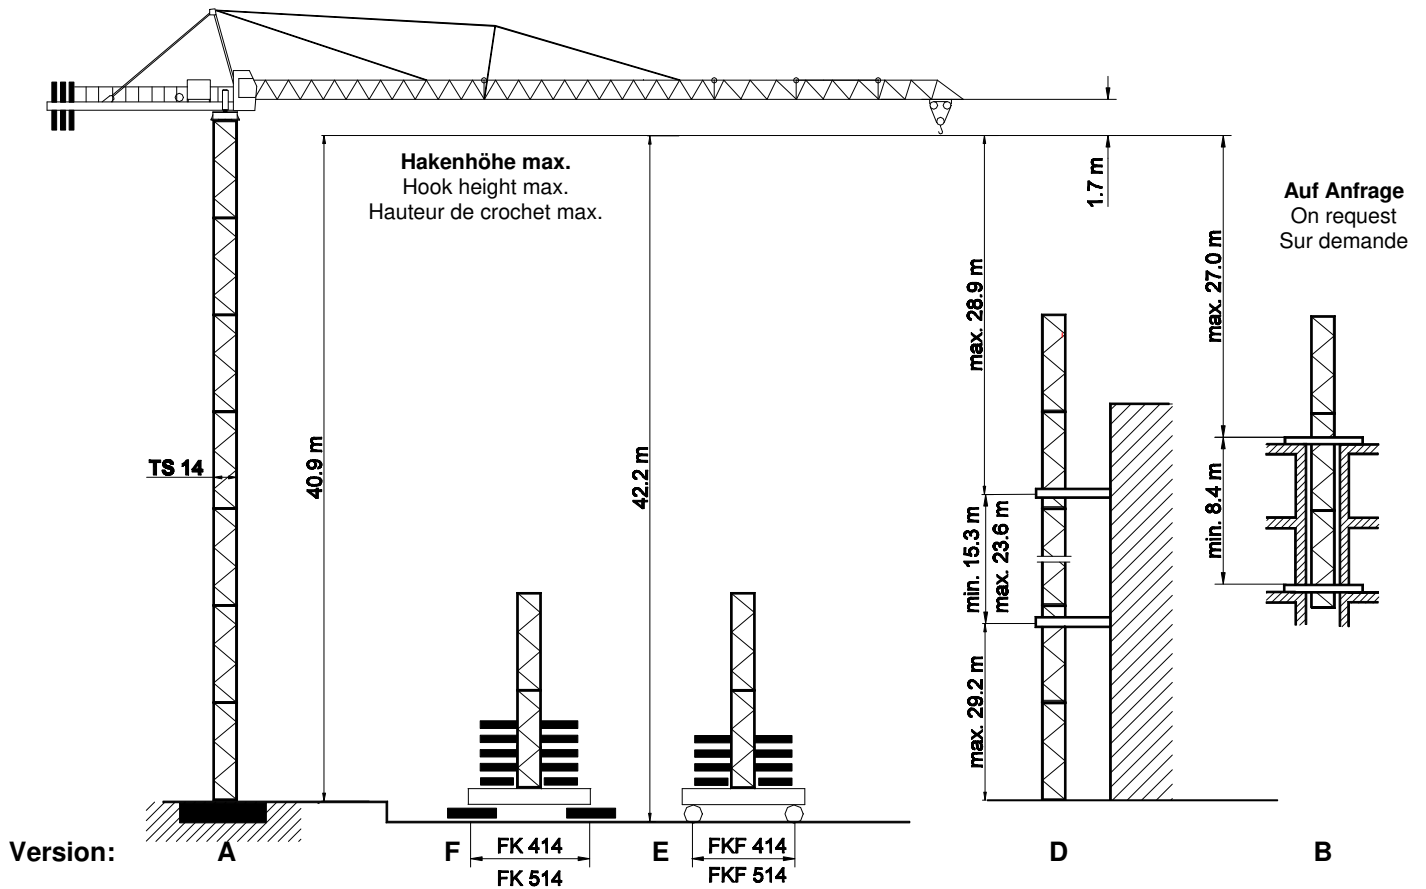 Hakenhöhe max.
Hook height max.
Hauteur de crochet max.
1.7 m
Auf Anfrage
On request
Sur demande
max. 28.9 m
max. 27.0 m
TS 14
40.9 m
42.2 m
min. 15.3 m
max. 23.6 m
min. 8.4 m
max. 29.2 m
Version: A F FK 414 E FKF 414 D B
FK 514 FKF 514